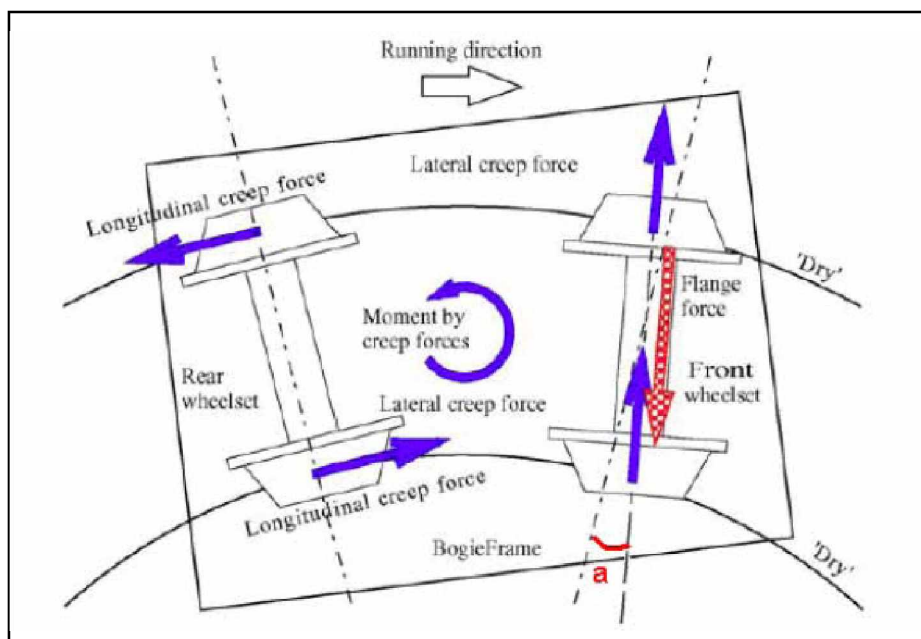 Running direction
Lateral creep force
Longitudinal creep force
'Dry'
Flange
force
Moment by
creep forces
Rear
wheelset
Front
wheelset
Lateral creep force
Longitudinal creep force
BogieFrame
'Dry'
a